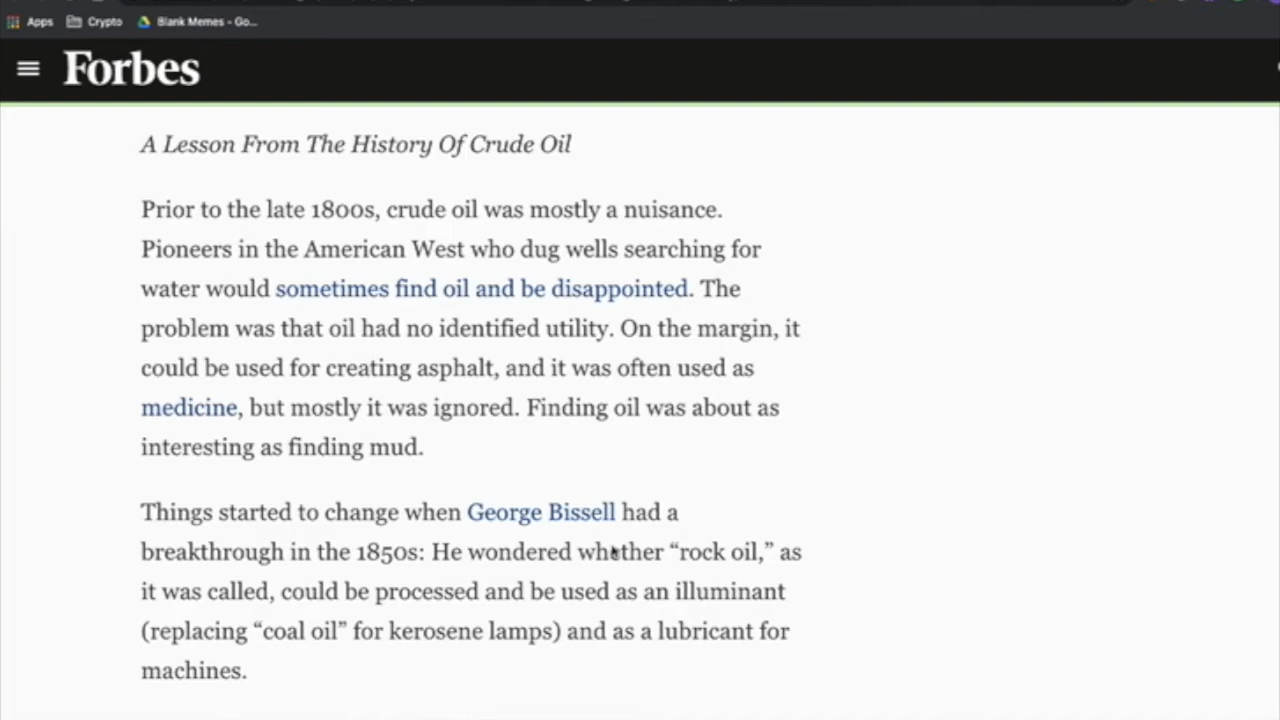 Apps Crypto Blank Memes - Go...
Forbes
A Lesson From The History Of Crude Oil
Prior to the late 1800s, crude oil was mostly a nuisance.
Pioneers in the American West who dug wells searching for
water would sometimes find oil and be disappointed. The
problem was that oil had no identified utility. On the margin, it
could be used for creating asphalt, and it was often used as
medicine, but mostly it was ignored. Finding oil was about as
interesting as finding mud.
Things started to change when George Bissell had a
breakthrough in the 1850s: He wondered whether “rock oil,” as
it was called, could be processed and be used as an illuminant
(replacing “coal oil” for kerosene lamps) and as a lubricant for
machines.